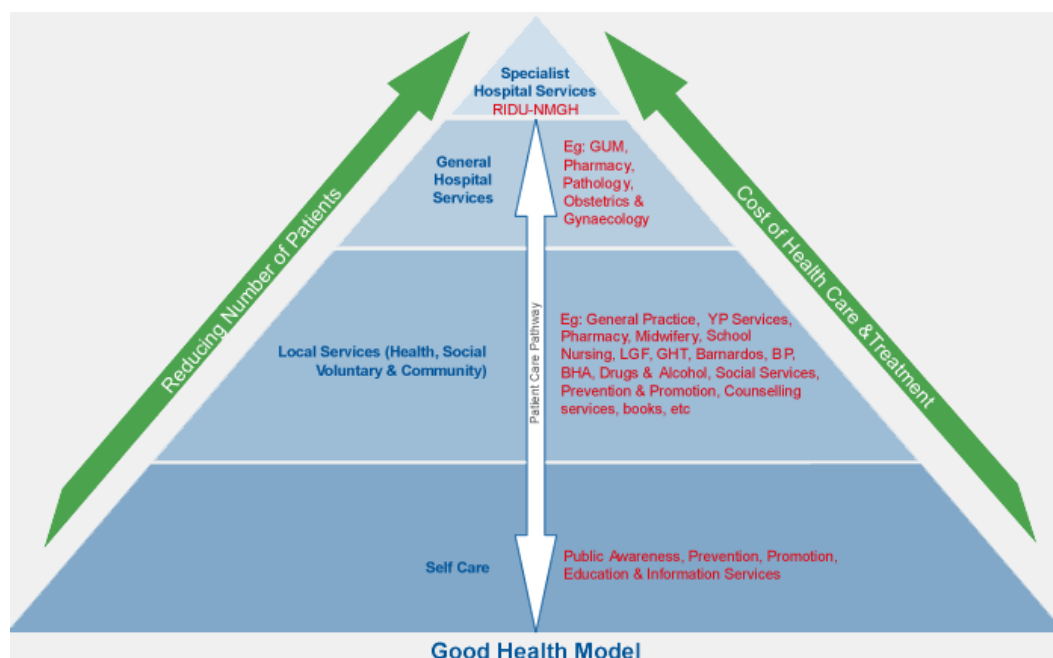 Specialist
Hospital Services
RIDU-NMGH
Reducing Number of Patients
Cost of Health Care &Treatment
General
Hospital
Services
Eg: GUM,
Pharmacy,
Pathology,
Obstetrics &
Gynaecology
Patient Care Pathway
Local Services (Health, Social
Voluntary & Community)
Eg: General Practice, YP Services,
Pharmacy, Midwifery, School
Nursing, LGF, GHT, Barnardos, BP,
BHA, Drugs & Alcohol, Social Services,
Prevention & Promotion, Counselling
services, books, etc
Self Care
Public Awareness, Prevention, Promotion,
Education & Information Services
Good Health Model